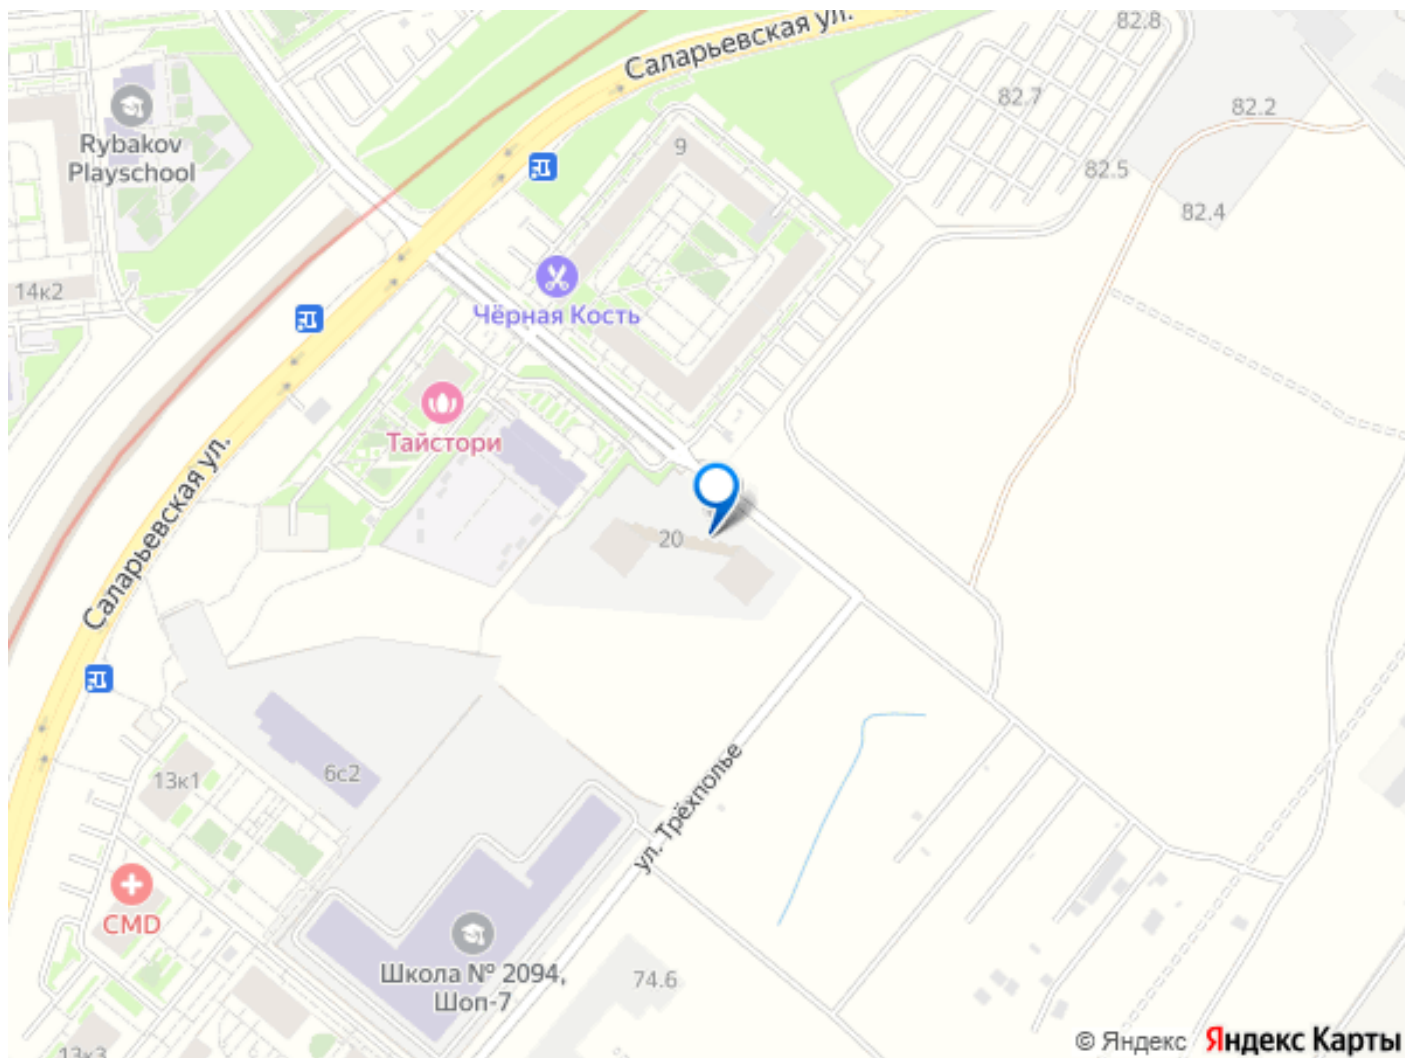 82.8
Саларьевская ул.
82.7
82.2
Rybakov
Playschool
9
82.5
82.4
14к2
Чёрная Кость
Тайстори
Саларьевская ул.
20
13к1
6с2
ул. Трёхполье
CMD
Школа № 2094,
Шоп-7
74.6
13к3
© Яндекс Яндекс Карты